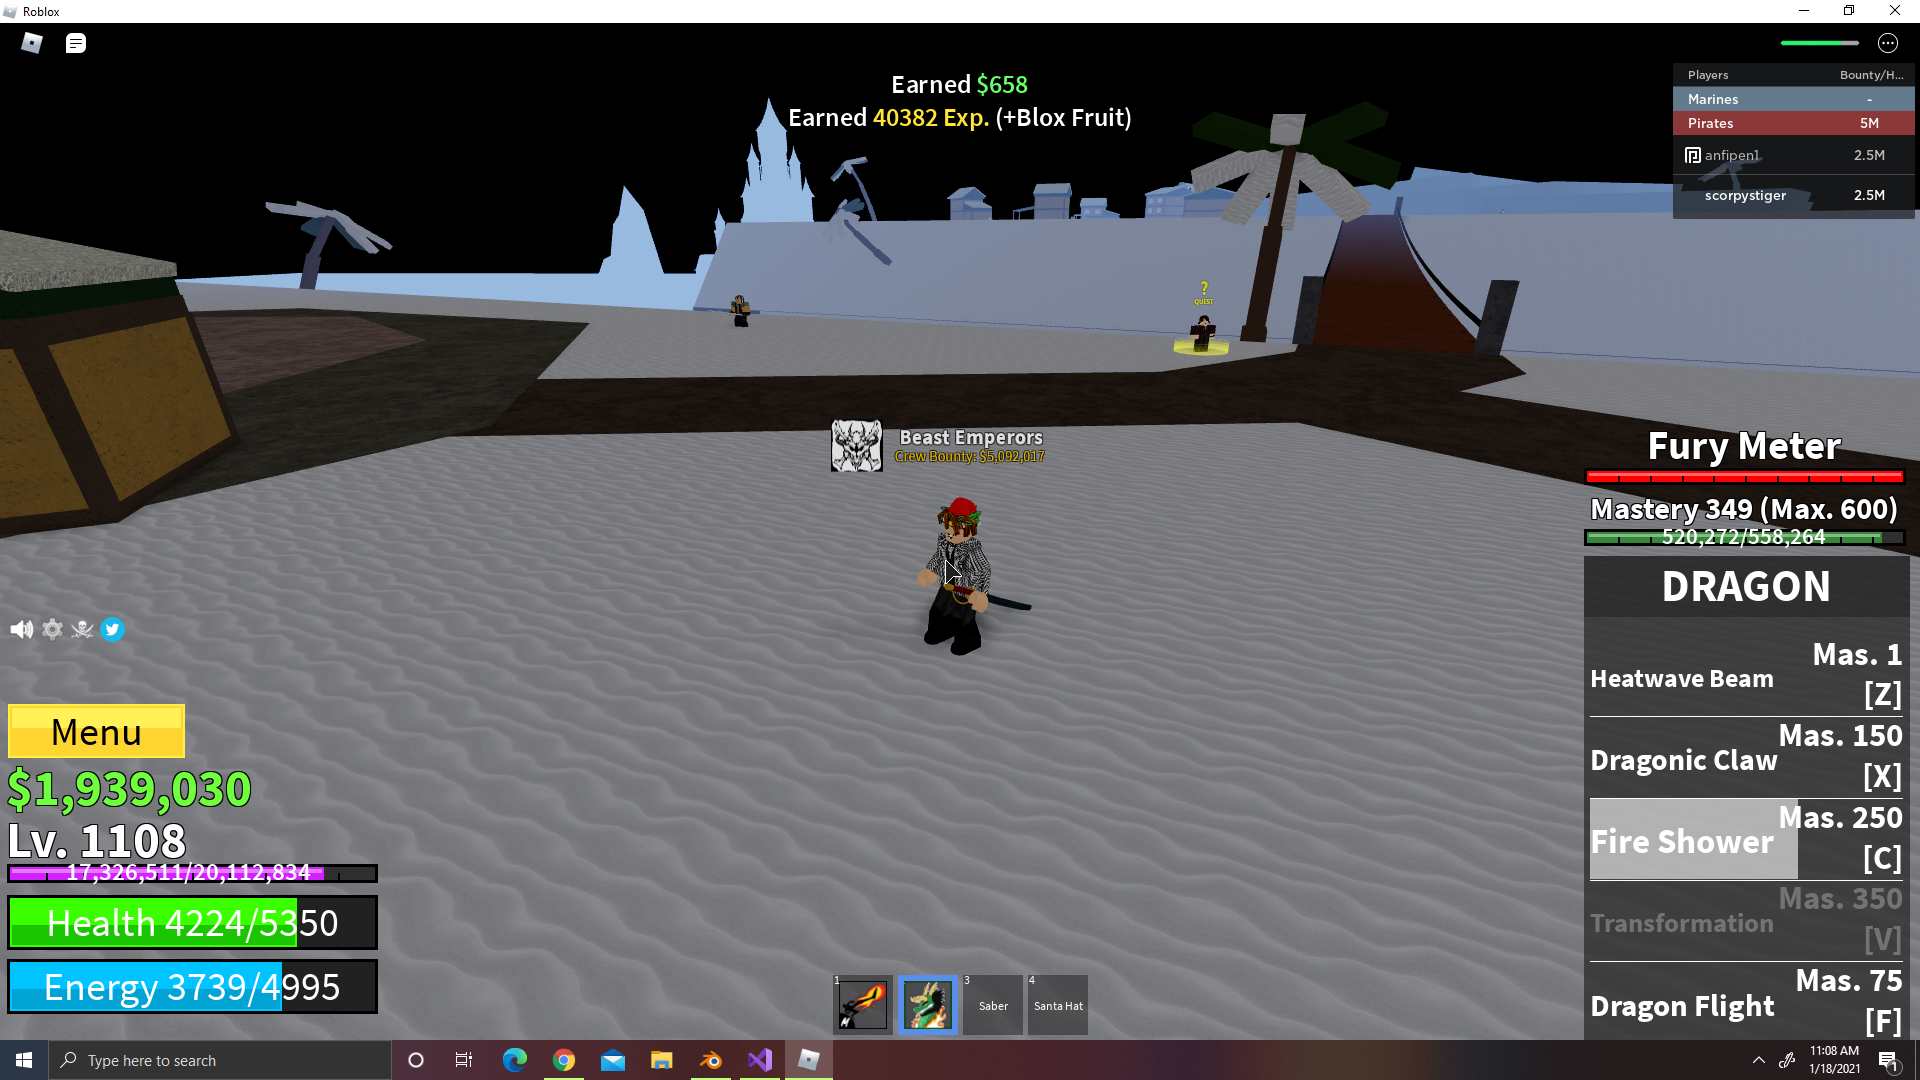 Roblox
Earned $658
Earned 40382 Exp. (+Blox Fruit)
Players Bounty/H...
Marines -
Pirates 5M
anfipen1 2.5M
scorpystiger 2.5M
?
QUEST
Beast Emperors
Crew Bounty: $5,092,017
Fury Meter
Mastery 349 (Max. 600)
520,272/558,264
DRAGON
Mas. 1
Heatwave Beam
[Z]
Mas. 150
Dragonic Claw
[X]
Mas. 250
Fire Shower
[C]
Mas. 350
Transformation
[V]
Mas. 75
Dragon Flight
[F]
Menu
$1,939,030
Lv. 1108
17,326,511/20,112,834
Health 4224/5350
Energy 3739/4995
1
3
Saber
4
Santa Hat
Type here to search
11:08 AM
1/18/2021
1